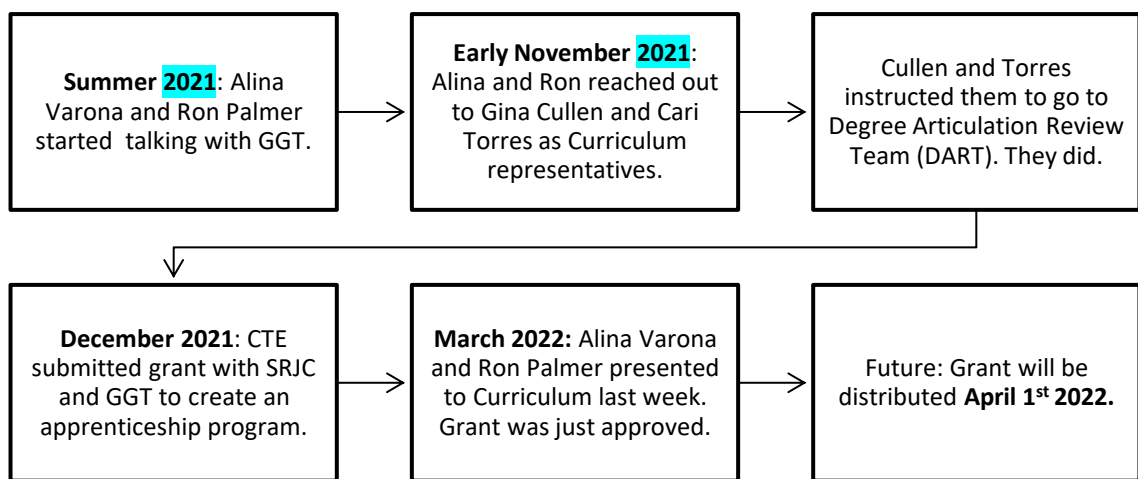 Summer 2021: Alina
Varona and Ron Palmer
started  talking with GGT.
Early November 2021:
Alina and Ron reached out
to Gina Cullen and Cari
Torres as Curriculum
representatives.
Cullen and Torres
instructed them to go to
Degree Articulation Review
Team (DART). They did.
December 2021: CTE
submitted grant with SRJC
and GGT to create an
apprenticeship program.
March 2022: Alina Varona
and Ron Palmer presented
to Curriculum last week.
Grant was just approved.
Future: Grant will be
distributed April 1st 2022.